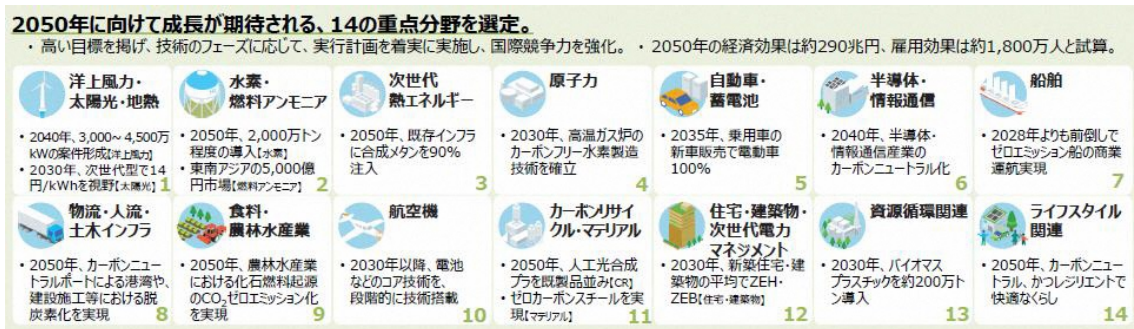 2050年に向けて成長が期待される、14の重点分野を選定。
・高い目標を掲げ、技術のフェーズに応じて、実行計画を着実に実施し、国際競争力を強化。・2050年の経済効果は約290兆円、雇用効果は約1,800万人と試算。
洋上風力・
太陽光・地熱
・2040年、3,000~4,500万
kWの案件形成【洋上風力】
・2030年、次世代型で14
円/kWhを視野【太陽光】
1
水素・
燃料アンモニア
・2050年、2,000万トン
程度の導入【水素】
・東南アジアの5,000億
円市場【燃料アンモニア】
2
次世代
熱エネルギー
・2050年、既存インフラ
に合成メタンを90%
注入
3
原子力
・2030年、高温ガス炉の
カーボンフリー水素製造
技術を確立
4
自動車・
蓄電池
・2035年、乗用車の
新車販売で電動車
100%
5
半導体・
情報通信
・2040年、半導体・
情報通信産業の
カーボンニュートラル化
6
船舶
・2028年よりも前倒しで
ゼロエミッション船の商業
運航実現
7
物流・人流・
土木インフラ
・2050年、カーボンニュー
トラルポートによる港湾や、
建設施工等における脱
炭素化を実現
8
食料・
農林水産業
・2050年、農林水産業
における化石燃料起源
のCO₂ゼロエミッション化
を実現
9
航空機
・2030年以降、電池
などのコア技術を、
段階的に技術搭載
10
カーボンリサイ
クル・マテリアル
・2050年、人工光合成
プラを既製品並み【CR】
・ゼロカーボンスチールを実
現【マテリアル】
11
住宅・建築物・
次世代電力
マネジメント
・2030年、新築住宅・建
築物の平均でZEH・
ZEB【住宅・建築物】
12
資源循環関連
・2030年、バイオマス
プラスチックを約200万ト
ン導入
13
ライフスタイル
関連
・2050年、カーボンニュー
トラル、かつレジリエントで
快適なくらし
14